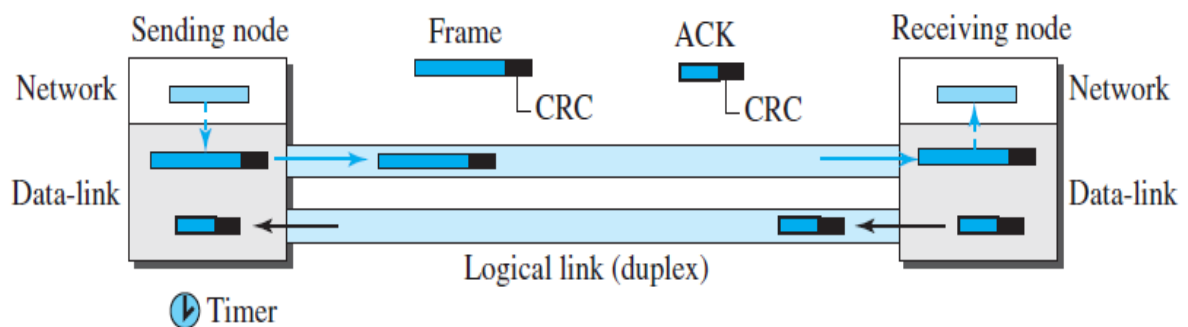 Sending node
Frame
ACK
Receiving node
Network
Network
CRC
CRC
Data-link
Data-link
Logical link (duplex)
Timer